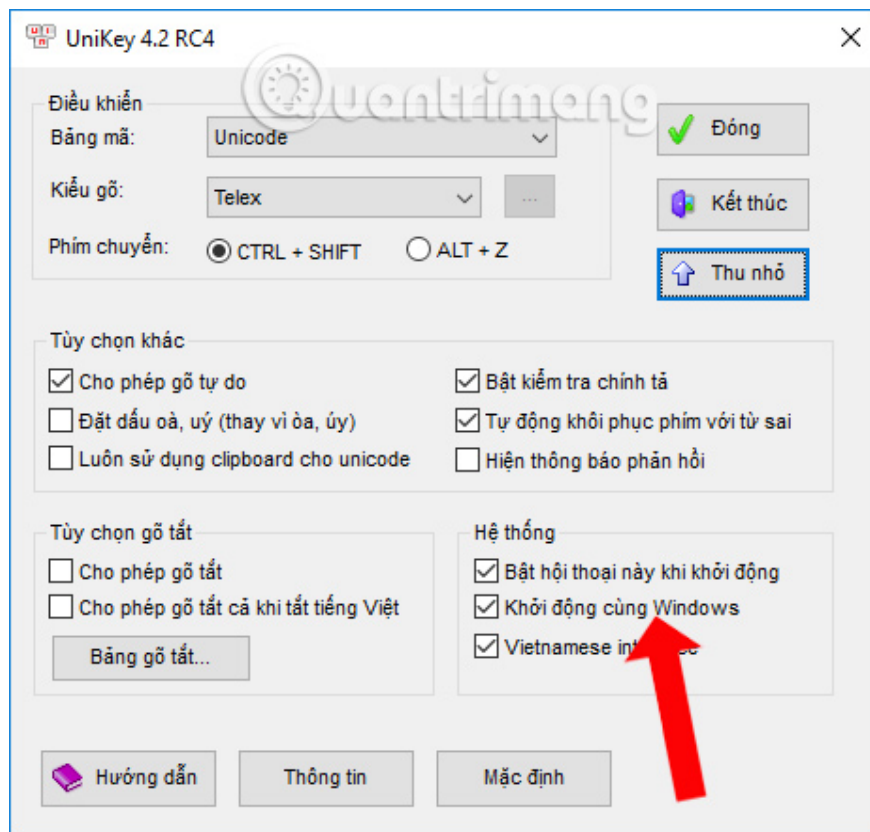 UniKey 4.2 RC4
Quantrimang
Điều khiển
Bảng mã:
Unicode
Đóng
Kiểu gõ:
Telex
...
Kết thúc
Phím chuyển:
CTRL + SHIFT
ALT + Z
Thu nhỏ
Tùy chọn khác
Cho phép gõ tự do
Bật kiểm tra chính tả
Đặt dấu oà, uý (thay vì òa, úy)
Tự động khôi phục phím với từ sai
Luôn sử dụng clipboard cho unicode
Hiện thông báo phản hồi
Tùy chọn gõ tắt
Cho phép gõ tắt
Cho phép gõ tắt cả khi tắt tiếng Việt
Bảng gõ tắt...
Hệ thống
Bật hội thoại này khi khởi động
Khởi động cùng Windows
Vietnamese
Hướng dẫn
Thông tin
Mặc định